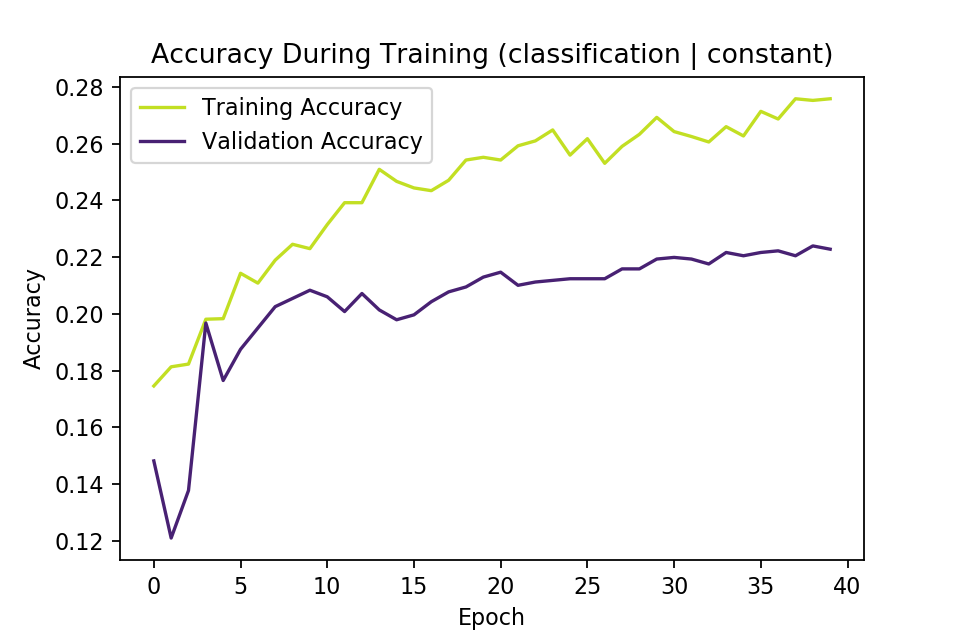 Accuracy During Training (classification | constant)
Training Accuracy
Validation Accuracy
Accuracy
0.28
0.26
0.24
0.22
0.20
0.18
0.16
0.14
0.12
0 5 10 15 20 25 30 35 40
Epoch